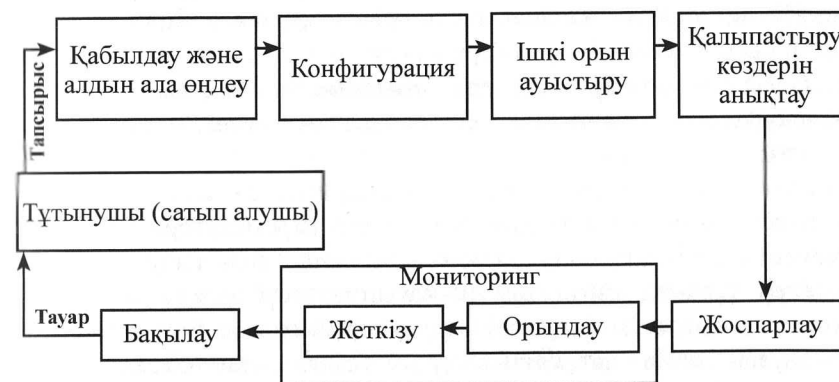 Қабылдау және
алдын ала өңдеу
Конфигурация
Ішкі орын
ауыстыру
Қалыпастыру
көздерін
анықтау
Тапсырыс
Тұтынушы (сатып алушы)
Мониторинг
Тауар
Бақылау
Жеткізу
Орындау
Жоспарлау